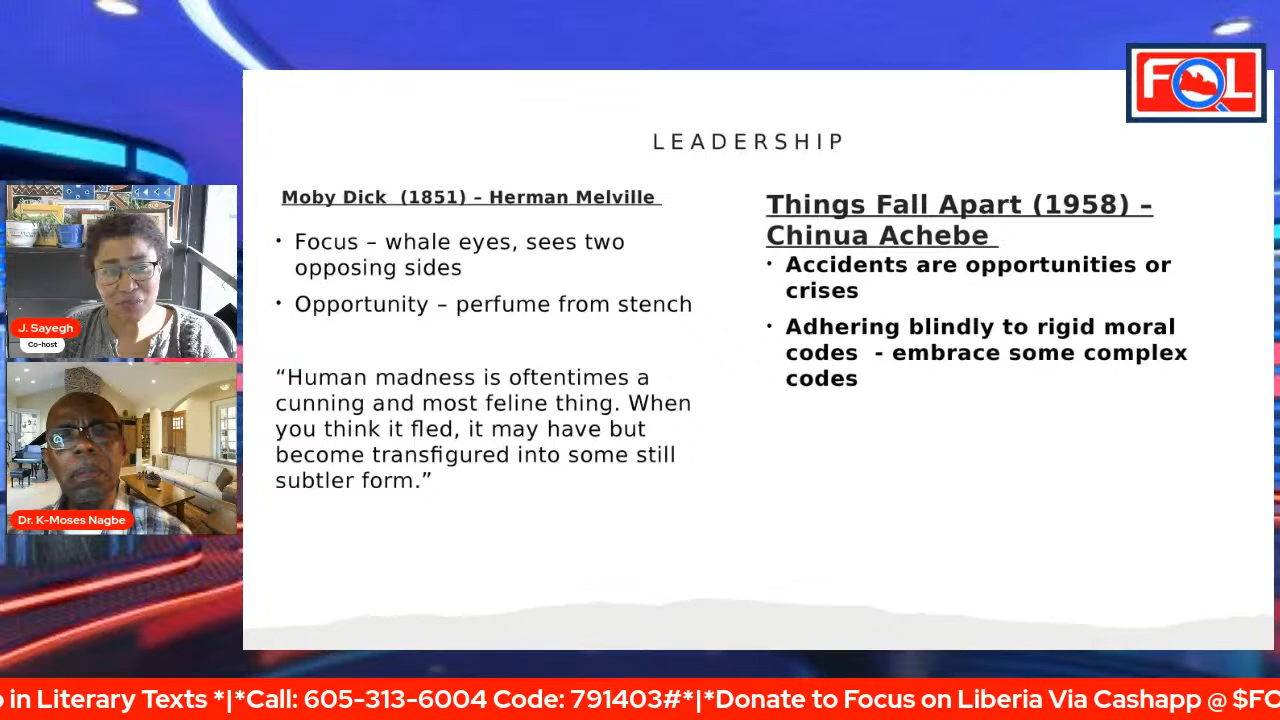 FOL
LEADERSHIP
Moby Dick (1851) – Herman Melville
• Focus – whale eyes, sees two
opposing sides
• Opportunity – perfume from stench
“Human madness is oftentimes a
cunning and most feline thing. When
you think it fled, it may have but
become transfigured into some still
subtler form.”
Things Fall Apart (1958) –
Chinua Achebe
• Accidents are opportunities or
crises
• Adhering blindly to rigid moral
codes - embrace some complex
codes
J. Sayegh
Co-host
Dr. K-Moses Nagbe
in Literary Texts *|*Call: 605-313-6004 Code: 791403#*|*Donate to Focus on Liberia Via Cashapp @ $FO